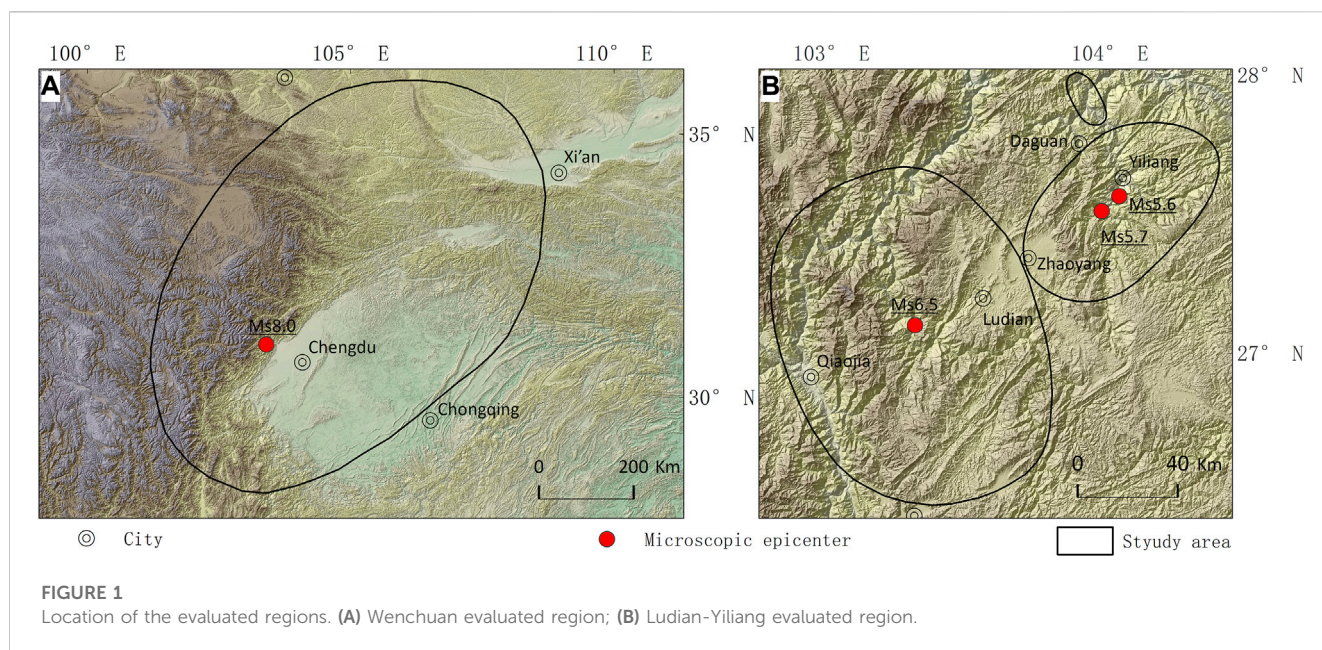 100° E 105° E 110° E 103° E 104° E
A
B
28° N
Daguan
35° N
Yiliang
Xi’an
Ms5.6
Ms5.7
Zhaoyang
Ms6.5
Ludian
Ms8.0
27° N
Chengdu
Qiaojia
30° N
Chongqing
0 200 Km
0 40 Km
City
Microscopic epicenter
Styudy area
FIGURE 1
Location of the evaluated regions. (A) Wenchuan evaluated region; (B) Ludian-Yiliang evaluated region.